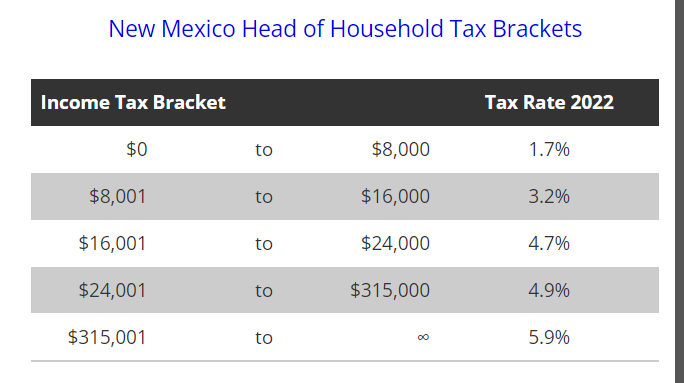 New Mexico Head of Household Tax Brackets
Income Tax Bracket Tax Rate 2022
$0 to $8,000 1.7%
$8,001 to $16,000 3.2%
$16,001 to $24,000 4.7%
$24,001 to $315,000 4.9%
$315,001 to ∞ 5.9%